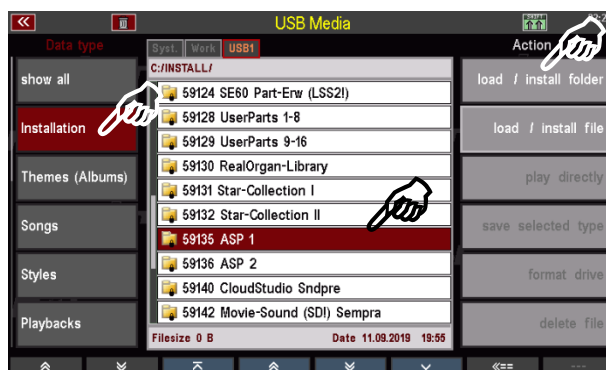 USB Media
SHIFT
Data type
Syst. Work USB1
Action
C:/INSTALL/
show all
Installation
Themes (Albums)
Songs
Styles
Playbacks
59124 SE60 Part-Erw (LSS2!)
59128 UserParts 1-8
59129 UserParts 9-16
59130 RealOrgan-Library
59131 Star-Collection I
59132 Star-Collection II
59135 ASP 1
59136 ASP 2
59140 CloudStudio Sndpre
59142 Movie-Sound (SD!) Sempra
Filesize 0 B Date 11.09.2019 19:55
load / install folder
load / install file
play directly
save selected type
format drive
delete file
«==
---